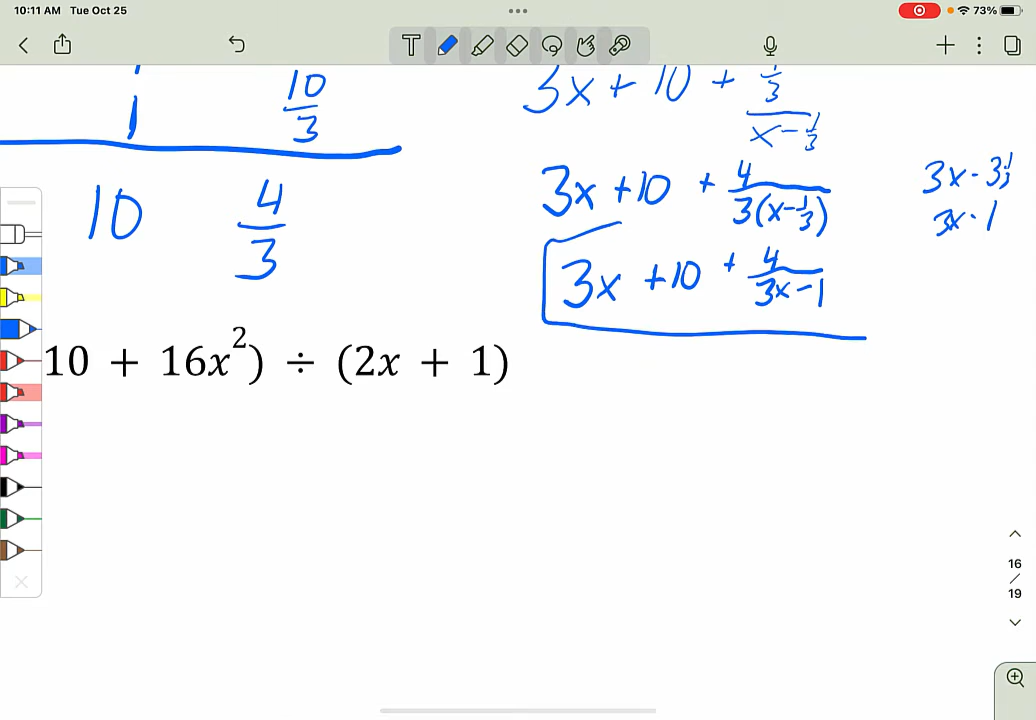 10:11 AM Tue Oct 25
73%
T
1 10/3
10 4/3
3x + 10 + 4/3/(x - 1/3)
3x + 10 + 4/(3(x - 1/3))
3x - 3 1/3
3x - 1
3x + 10 + 4/(3x - 1)
10 + 16x²) ÷ (2x + 1)
16
/
19